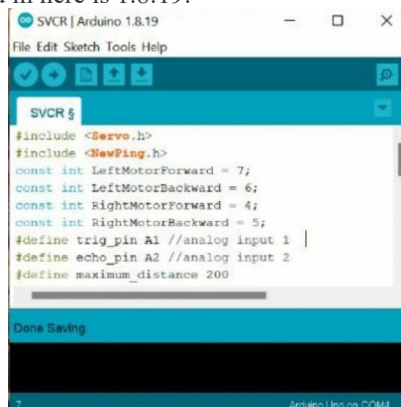 m in here is 1.8.19.
SVCR | Arduino 1.8.19
File Edit Sketch Tools Help
SVCR §
#include <Servo.h>
#include <NewPing.h>
const int LeftMotorForward = 7;
const int LeftMotorBackward = 6;
const int RightMotorForward = 4;
const int RightMotorBackward = 5;
#define trig_pin A1 //analog input 1
#define echo_pin A2 //analog input 2
#define maximum_distance 200
Done Saving.
7
Arduino Uno on COM4